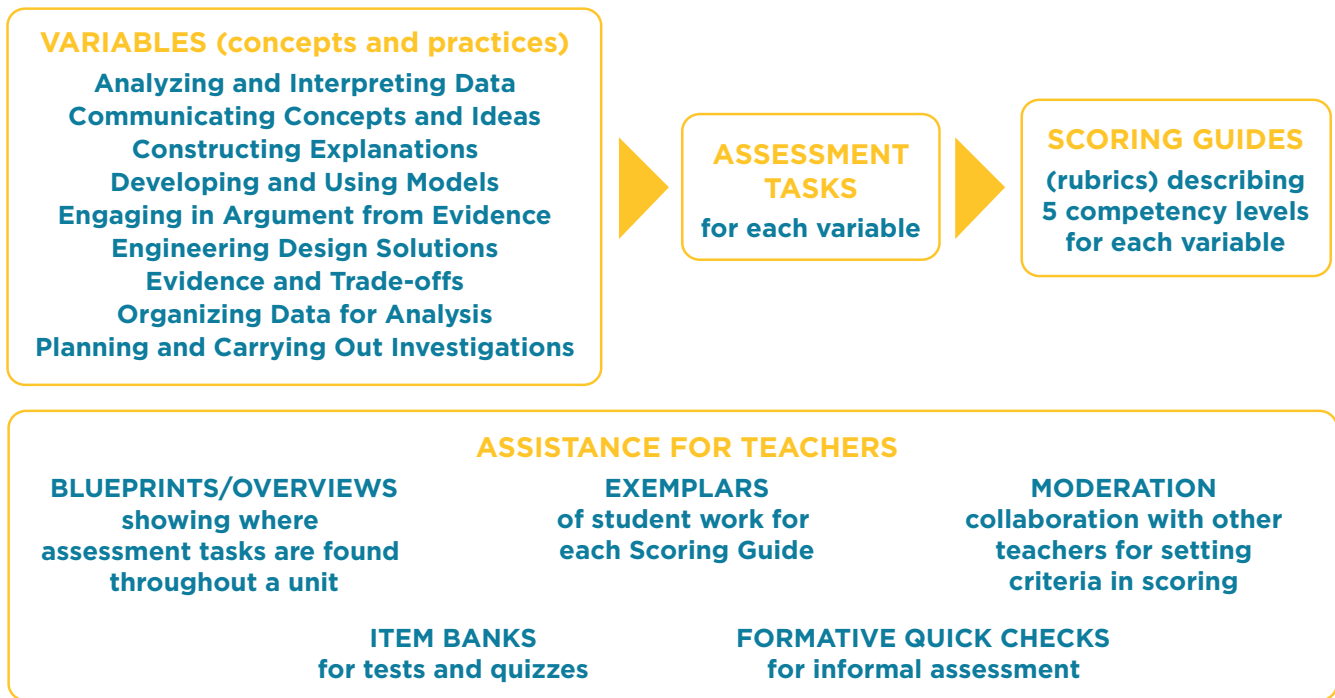 VARIABLES (concepts and practices)
Analyzing and Interpreting Data
Communicating Concepts and Ideas
Constructing Explanations
Developing and Using Models
Engaging in Argument from Evidence
Engineering Design Solutions
Evidence and Trade-offs
Organizing Data for Analysis
Planning and Carrying Out Investigations
ASSESSMENT
TASKS
for each variable
SCORING GUIDES
(rubrics) describing
5 competency levels
for each variable
ASSISTANCE FOR TEACHERS
BLUEPRINTS/OVERVIEWS
showing where
assessment tasks are found
throughout a unit
EXEMPLARS
of student work for
each Scoring Guide
MODERATION
collaboration with other
teachers for setting
criteria in scoring
ITEM BANKS
for tests and quizzes
FORMATIVE QUICK CHECKS
for informal assessment